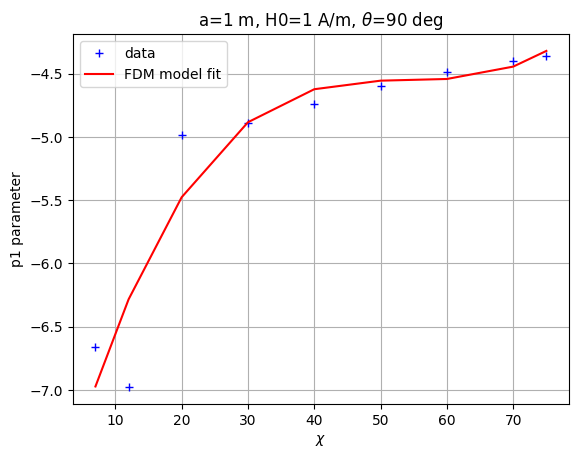 a=1 m, H0=1 A/m, θ=90 deg
data
FDM model fit
−4.5
−5.0
−5.5
−6.0
−6.5
−7.0
p1 parameter
10 20 30 40 50 60 70
χ